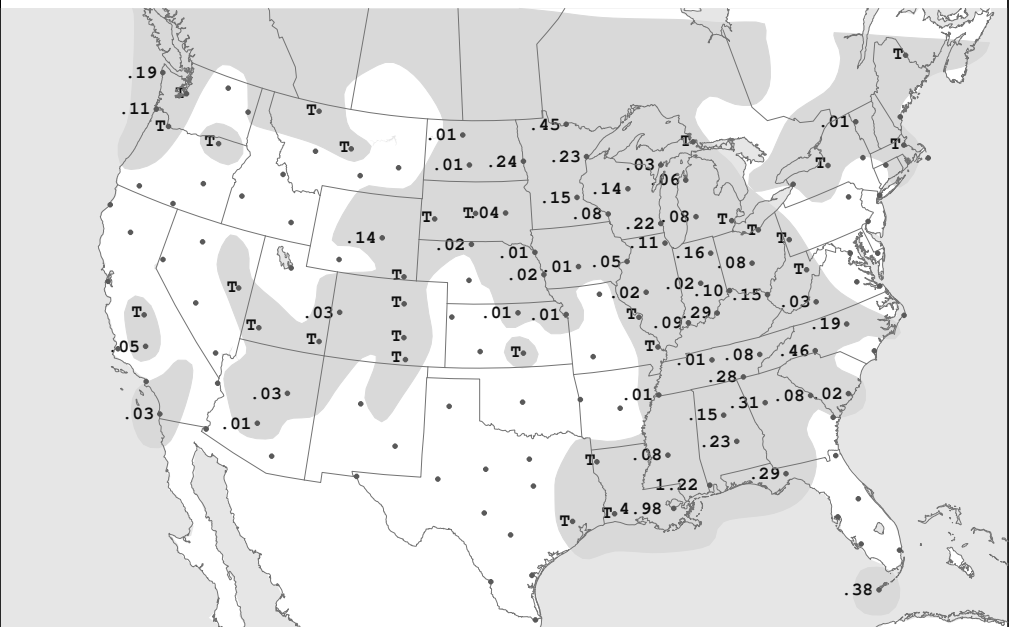 T
.19
T
.11
T
T
.01
.45
.01
T
T
T
T
.23
.03
T
.01
.24
.06
.14
.15
T
T
.04
.08
.22
.08
T
T
T
.14
.02
.11
.01
.16
.08
T
.02
.01
.05
T
T
.02
.02
.10
.15
.03
T
T
.03
.01
.01
T
.09
.29
.19
T
.05
T
T
T
T
T
.01
.08
.46
.28
.03
.01
.31
.08
.02
.03
.01
.15
.23
T
.08
.29
1.22
T
T
4.98
.38